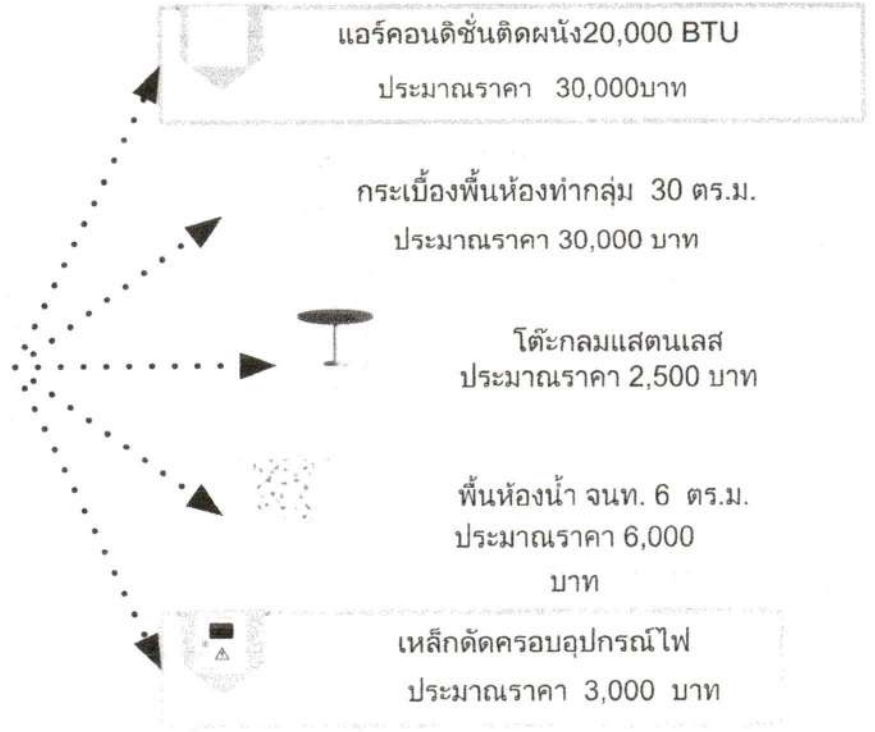 แอร์คอนดิชั่นติดผนัง20,000 BTU
ประมาณราคา 30,000บาท
กระเบื้องพื้นห้องทำกลุ่ม 30 ตร.ม.
ประมาณราคา 30,000 บาท
โต๊ะกลมแสตนเลส
ประมาณราคา 2,500 บาท
พื้นห้องน้ำ จนท. 6 ตร.ม.
ประมาณราคา 6,000
บาท
เหล็กดัดครอบอุปกรณ์ไฟ
ประมาณราคา 3,000 บาท